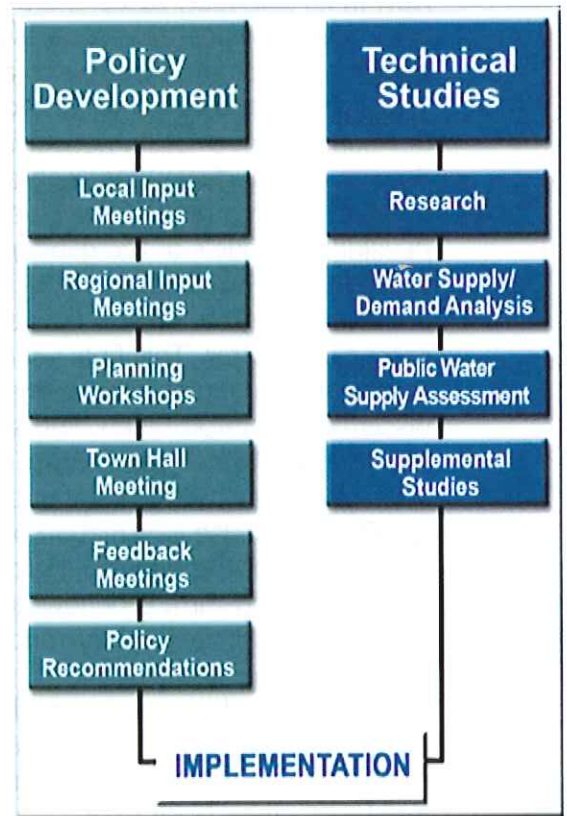 Policy
Development
Local Input
Meetings
Regional Input
Meetings
Planning
Workshops
Town Hall
Meeting
Feedback
Meetings
Policy
Recommendations
Technical
Studies
Research
Water Supply/
Demand Analysis
Public Water
Supply Assessment
Supplemental
Studies
IMPLEMENTATION